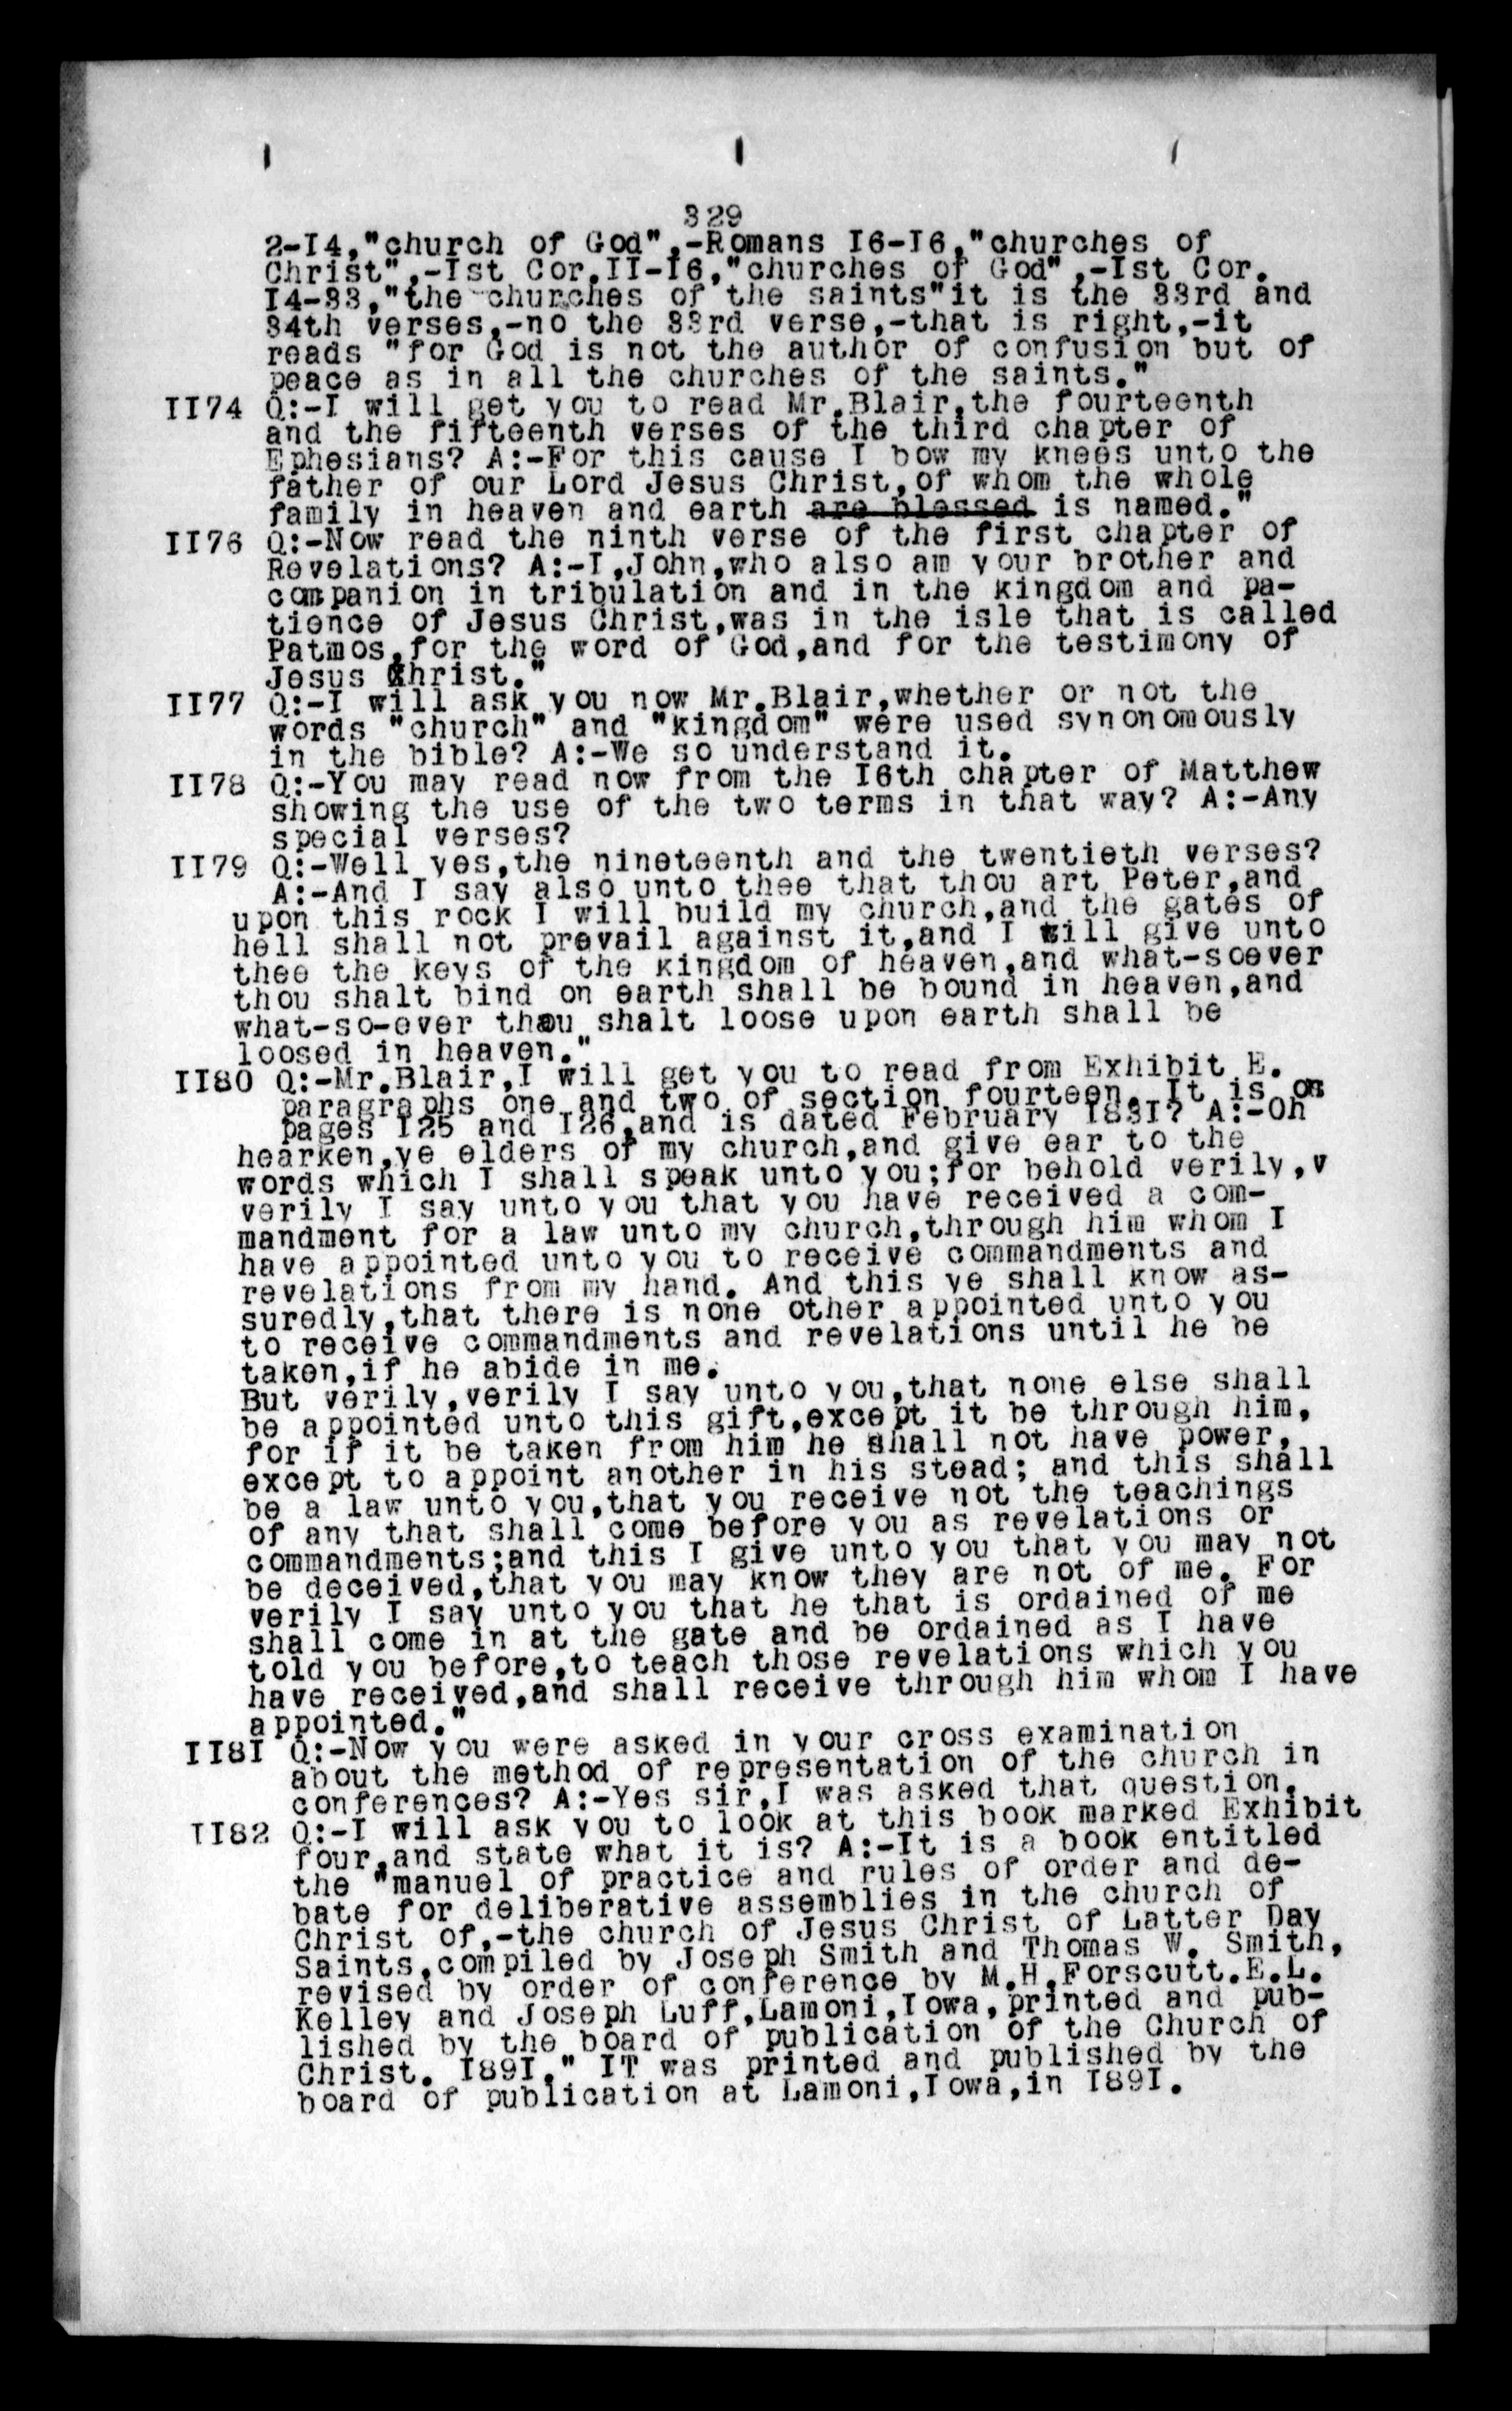 329
2-I4,"church of God",-Romans I6-I6,"churches of
Christ",-Ist Cor.II-I6,"churches of God",-Ist Cor.
I4-33,"the churches of the saints"it is the 33rd and
34th verses,-no the 33rd verse,-that is right,-it
reads "for God is not the author of confusion but of
peace as in all the churches of the saints."
II74 Q:-I will get you to read Mr.Blair,the fourteenth
and the fifteenth verses of the third chapter of
Ephesians? A:-For this cause I bow my knees unto the
father of our Lord Jesus Christ,of whom the whole
family in heaven and earth are blessed is named."
II76 Q:-Now read the ninth verse of the first chapter of
Revelations? A:-I,John,who also am your brother and
companion in tribulation and in the kingdom and pa-
tience of Jesus Christ,was in the isle that is called
Patmos,for the word of God,and for the testimony of
Jesus Christ."
II77 Q:-I will ask you now Mr.Blair,whether or not the
words "church" and "kingdom" were used synonomously
in the bible? A:-We so understand it.
II78 Q:-You may read now from the I6th chapter of Matthew
showing the use of the two terms in that way? A:-Any
special verses?
II79 Q:-Well yes,the nineteenth and the twentieth verses?
A:-And I say also unto thee that thou art Peter,and
upon this rock I will build my church,and the gates of
hell shall not prevail against it,and I will give unto
thee the keys of the kingdom of heaven,and what-soever
thou shalt bind on earth shall be bound in heaven,and
what-so-ever thou shalt loose upon earth shall be
loosed in heaven."
II80 Q:-Mr.Blair,I will get you to read from Exhibit E.
paragraphs one and two of section fourteen. It is on
pages I25 and I26,and is dated February I83I? A:-Oh
hearken,ye elders of my church,and give ear to the
words which I shall speak unto you;for behold verily,v
verily I say unto you that you have received a com-
mandment for a law unto my church,through him whom I
have appointed unto you to receive commandments and
revelations from my hand. And this ye shall know as-
suredly,that there is none other appointed unto you
to receive commandments and revelations until he be
taken,if he abide in me.
But verily,verily I say unto you,that none else shall
be appointed unto this gift,except it be through him,
for if it be taken from him he shall not have power,
except to appoint another in his stead; and this shall
be a law unto you,that you receive not the teachings
of any that shall come before you as revelations or
commandments;and this I give unto you that you may not
be deceived,that you may know they are not of me. For
verily I say unto you that he that is ordained of me
shall come in at the gate and be ordained as I have
told you before,to teach those revelations which you
have received,and shall receive through him whom I have
appointed."
II8I Q:-Now you were asked in your cross examination
about the method of representation of the church in
conferences? A:-Yes sir,I was asked that question.
II82 Q:-I will ask you to look at this book marked Exhibit
four,and state what it is? A:-It is a book entitled
the "manuel of practice and rules of order and de-
bate for deliberative assemblies in the church of
Christ of,-the church of Jesus Christ of Latter Day
Saints,compiled by Joseph Smith and Thomas W. Smith,
revised by order of conference by M.H.Forscutt.E.L.
Kelley and Joseph Luff,Lamoni,Iowa,printed and pub-
lished by the board of publication of the Church of
Christ. I89I." IT was printed and published by the
board of publication at Lamoni,Iowa,in I89I.